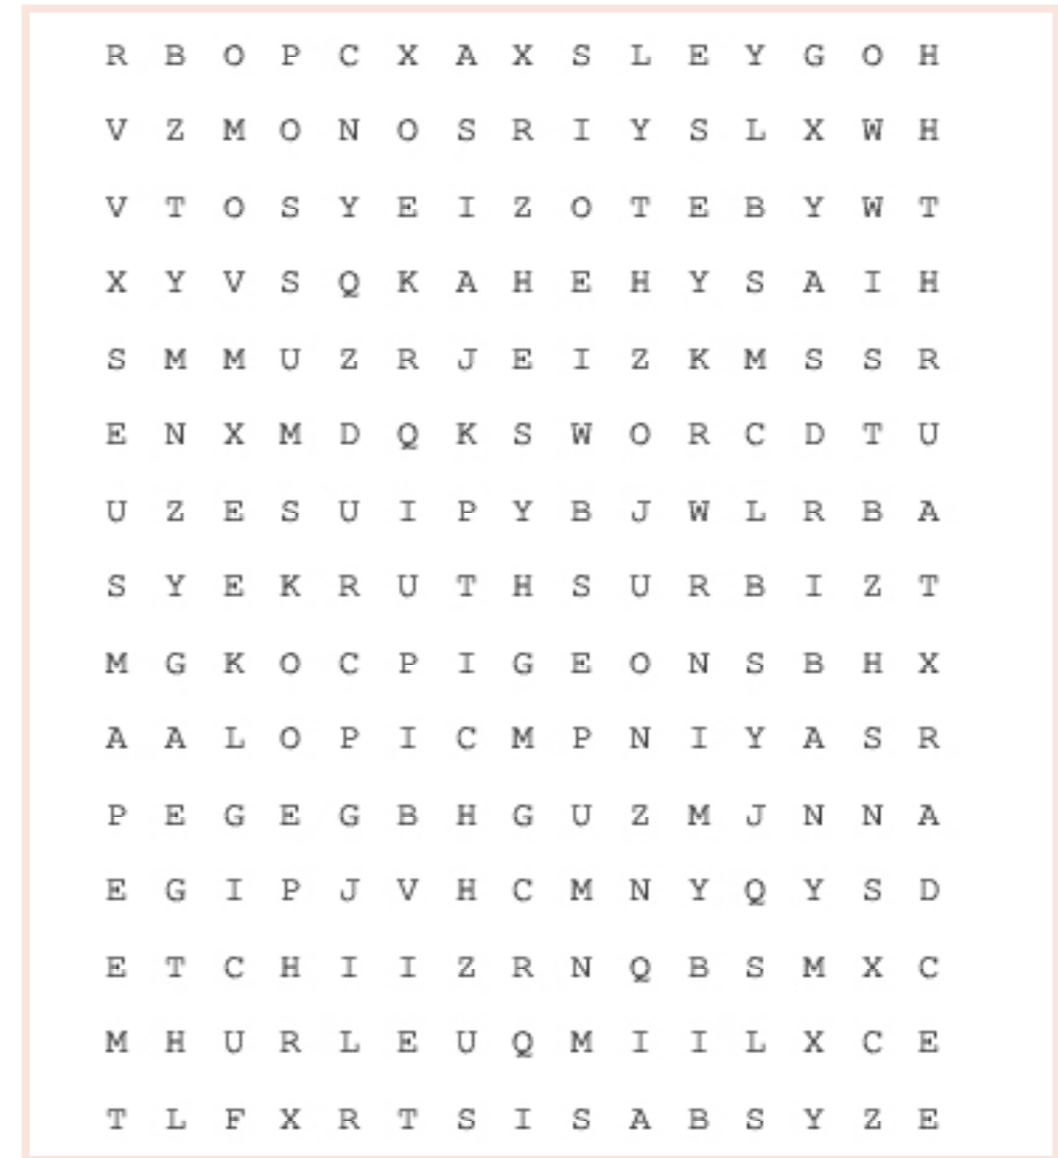 R B O P C X A X S L E Y G O H
V Z M O N O S R I Y S L X W H
V T O S Y E I Z O T E B Y W T
X Y V S Q K A H E H Y S A I H
S M M U Z R J E I Z K M S S R
E N X M D Q K S W O R C D T U
U Z E S U I P Y B J W L R B A
S Y E K R U T H S U R B I Z T
M G K O C P I G E O N S B H X
A A L O P I C M P N I Y A S R
P E G E G B H G U Z M J N N A
E G I P J V H C M N Y Q Y S D
E T C H I I Z R N Q B S M X C
M H U R L E U Q M I I L X C E
T L F X R T S I S A B S Y Z E